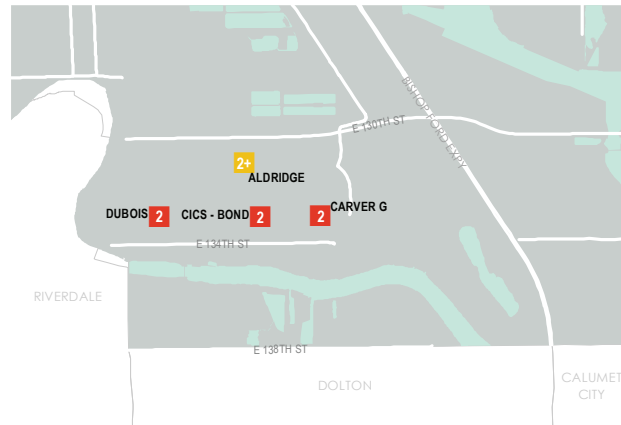 BISHOP FORD EXPY
E 130TH ST
2+
ALDRIDGE
DUBOIS 2
CICS - BOND 2
2 CARVER G
E 134TH ST
RIVERDALE
E 138TH ST
DOLTON
CALUMET
CITY